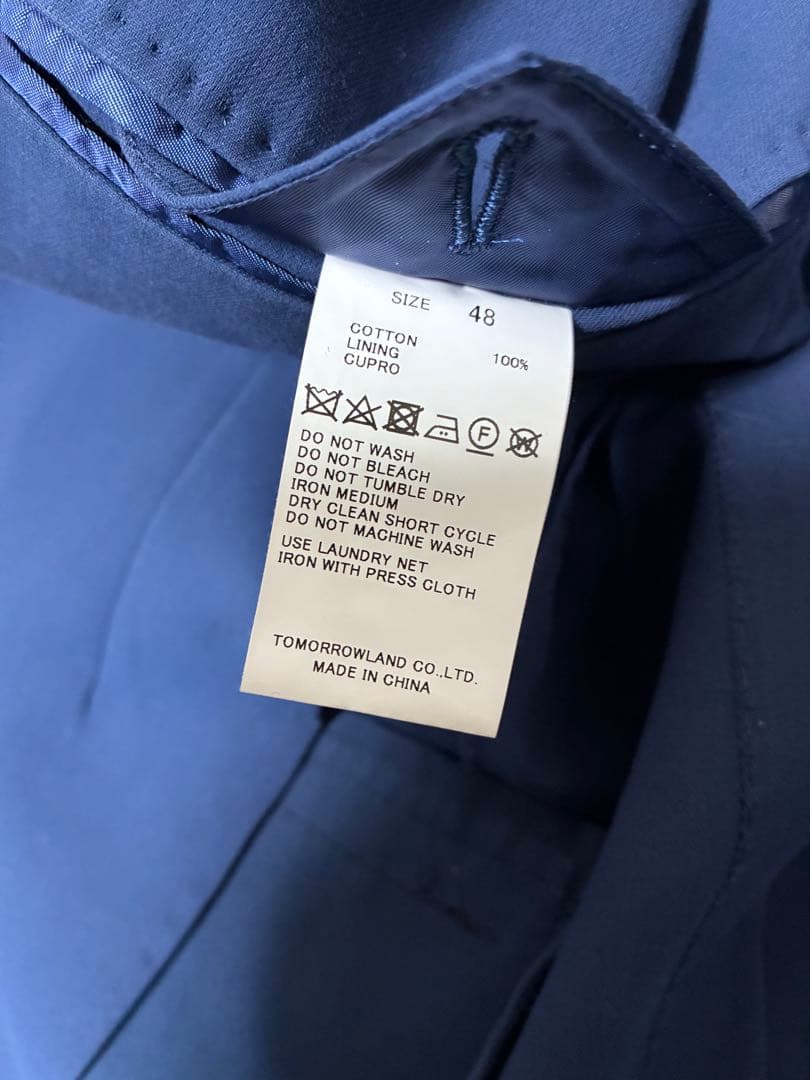 SIZE 48
COTTON 100%
LINING
CUPRO
F W
DO NOT WASH
DO NOT BLEACH
DO NOT TUMBLE DRY
IRON MEDIUM
DRY CLEAN SHORT CYCLE
DO NOT MACHINE WASH
USE LAUNDRY NET
IRON WITH PRESS CLOTH
TOMORROWLAND CO.,LTD.
MADE IN CHINA